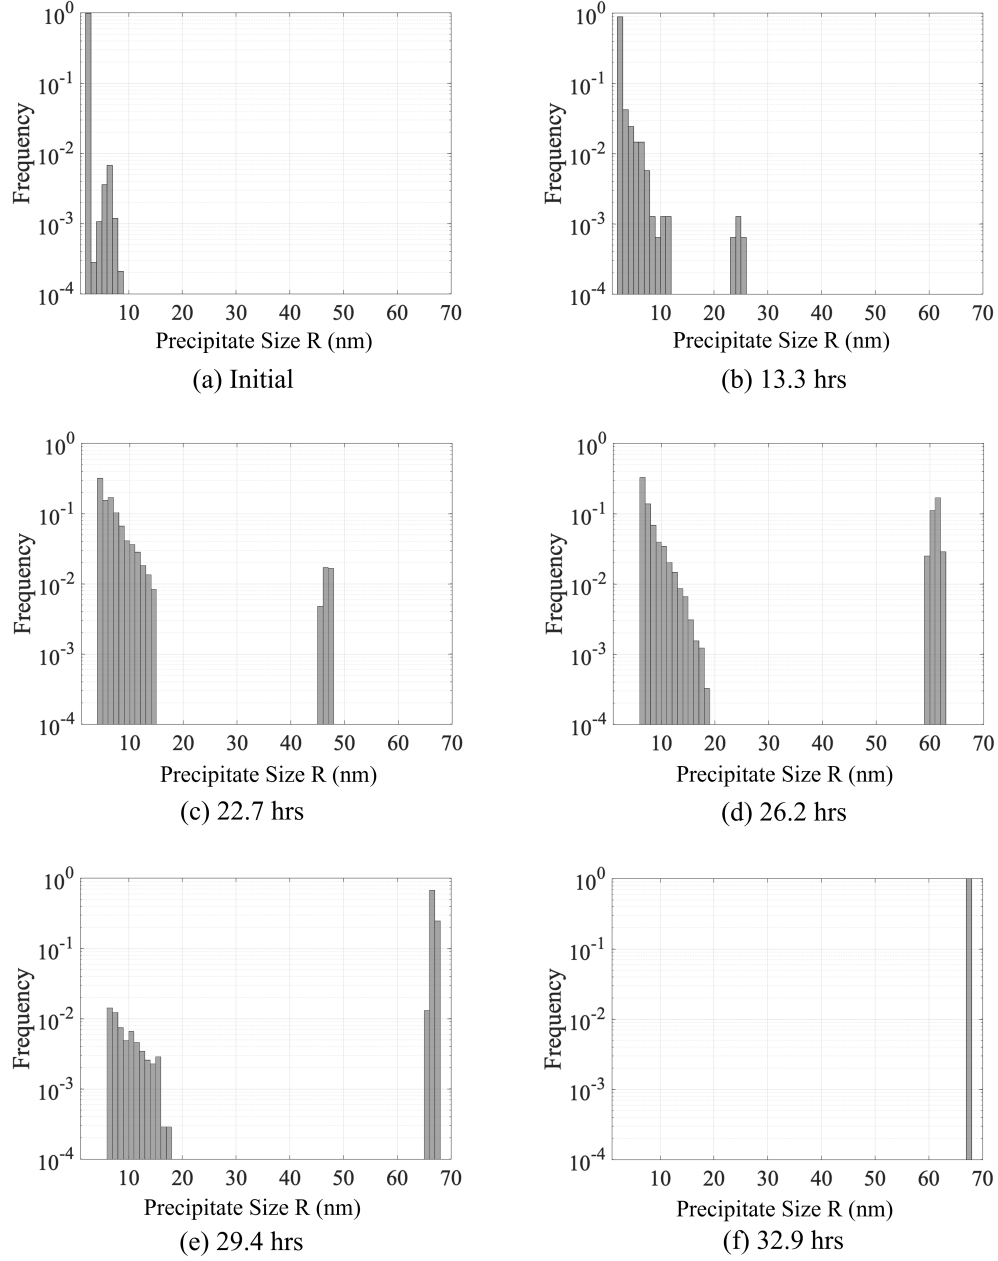 10^0
10^-1
10^-2
10^-3
10^-4
Frequency
10 20 30 40 50 60 70
Precipitate Size R (nm)
(a) Initial
10^0
10^-1
10^-2
10^-3
10^-4
Frequency
10 20 30 40 50 60 70
Precipitate Size R (nm)
(b) 13.3 hrs
10^0
10^-1
10^-2
10^-3
10^-4
Frequency
10 20 30 40 50 60 70
Precipitate Size R (nm)
(c) 22.7 hrs
10^0
10^-1
10^-2
10^-3
10^-4
Frequency
10 20 30 40 50 60 70
Precipitate Size R (nm)
(d) 26.2 hrs
10^0
10^-1
10^-2
10^-3
10^-4
Frequency
10 20 30 40 50 60 70
Precipitate Size R (nm)
(e) 29.4 hrs
10^0
10^-1
10^-2
10^-3
10^-4
Frequency
10 20 30 40 50 60 70
Precipitate Size R (nm)
(f) 32.9 hrs